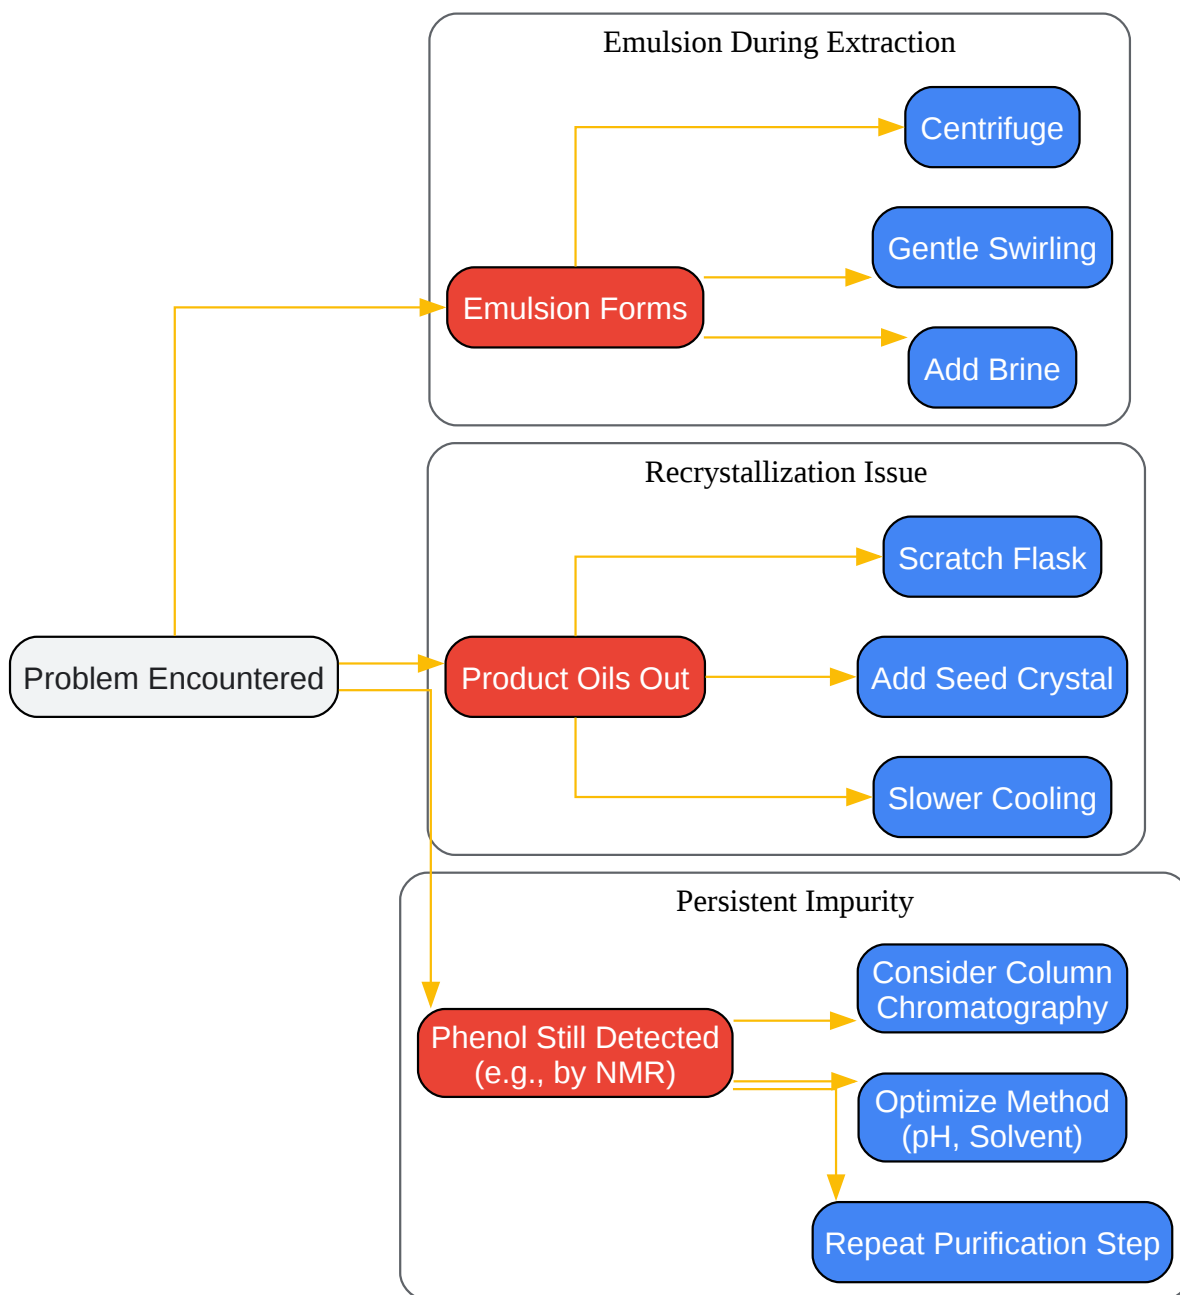 Emulsion During Extraction
Centrifuge
Gentle Swirling
Emulsion Forms
Add Brine
Recrystallization Issue
Scratch Flask
Problem Encountered
Product Oils Out
Add Seed Crystal
Slower Cooling
Persistent Impurity
Consider Column
Chromatography
Phenol Still Detected
(e.g., by NMR)
Optimize Method
(pH, Solvent)
Repeat Purification Step